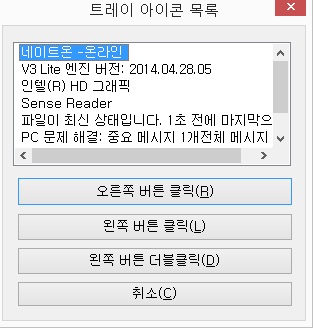 트레이 아이콘 목록
네이트온 -온라인
V3 Lite 엔진 버전: 2014.04.28.05
인텔(R) HD 그래픽
Sense Reader
파일이 최신 상태입니다. 1초 전에 마지막으
PC 문제 해결: 중요 메시지 1개전체 메시지
오른쪽 버튼 클릭(R)
왼쪽 버튼 클릭(L)
왼쪽 버튼 더블클릭(D)
취소(C)